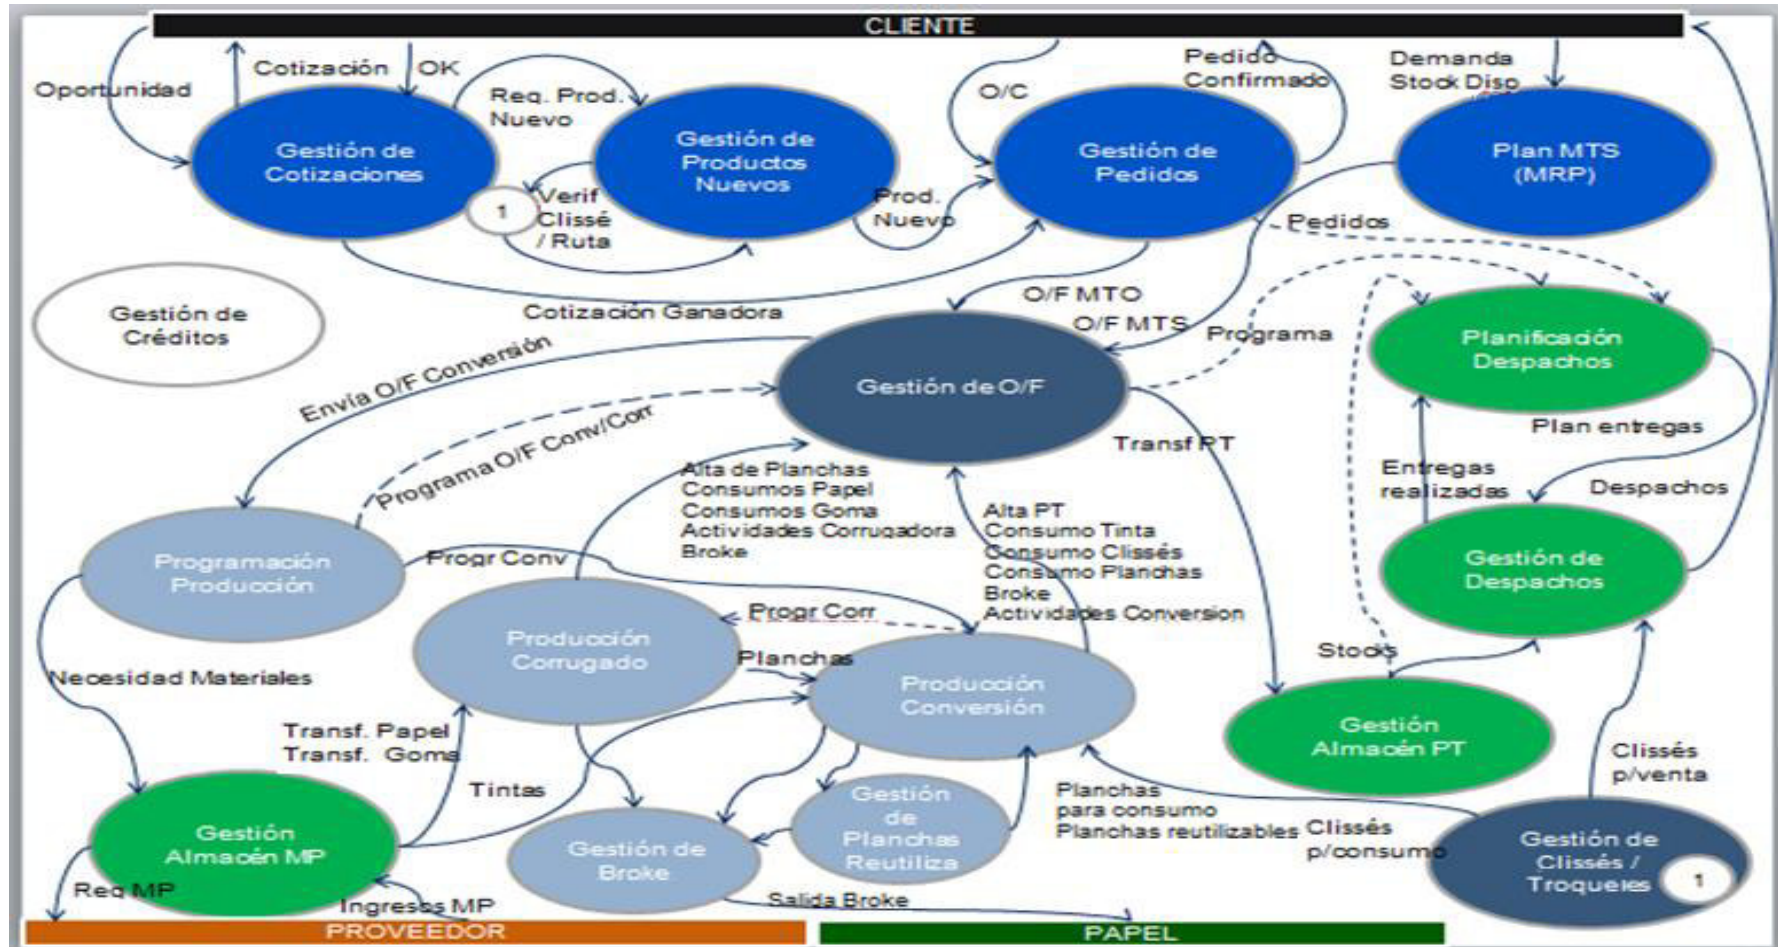 CLIENTE
Cotización
OK
Oportunidad
Req. Prod.
Nuevo
O/C
Pedido
Confirmado
Demanda
Stock Disp
Gestión de
Cotizaciones
Gestión de
Productos
Nuevos
Gestión de
Pedidos
Plan MTS
(MRP)
1
Verif
Clissé
/ Ruta
Prod.
Nuevo
Pedidos
Gestión de
Créditos
Cotización Ganadora
O/F MTO
O/F MTS
Programa
Planificación
Despachos
Envía O/F Conversión
Gestión de O/F
Programa O/F Conv/Corr
Transf PT
Plan entregas
Alta de Planchas
Consumos Papel
Consumos Goma
Actividades Corrugadora
Broke
Entregas
realizadas
Despachos
Alta PT
Consumo Tinta
Consumo Clissés
Consumo Planchas
Broke
Actividades Conversion
Programación
Producción
Progr Conv
Gestión de
Despachos
Progr Corr
Producción
Corrugado
Planchas
Stocks
Necesidad Materiales
Producción
Conversión
Transf. Papel
Transf. Goma
Gestión
Almacén PT
Clissés
p/venta
Tintas
Gestión
de
Planchas
Reutiliza
Planchas
para consumo
Planchas reutilizables
Clissés
p/consumo
Gestión
Almacén MP
Gestión de
Broke
Gestión de
Clissés /
Troqueles
1
Req MP
Ingresos MP
Salida Broke
PROVEEDOR
PAPEL